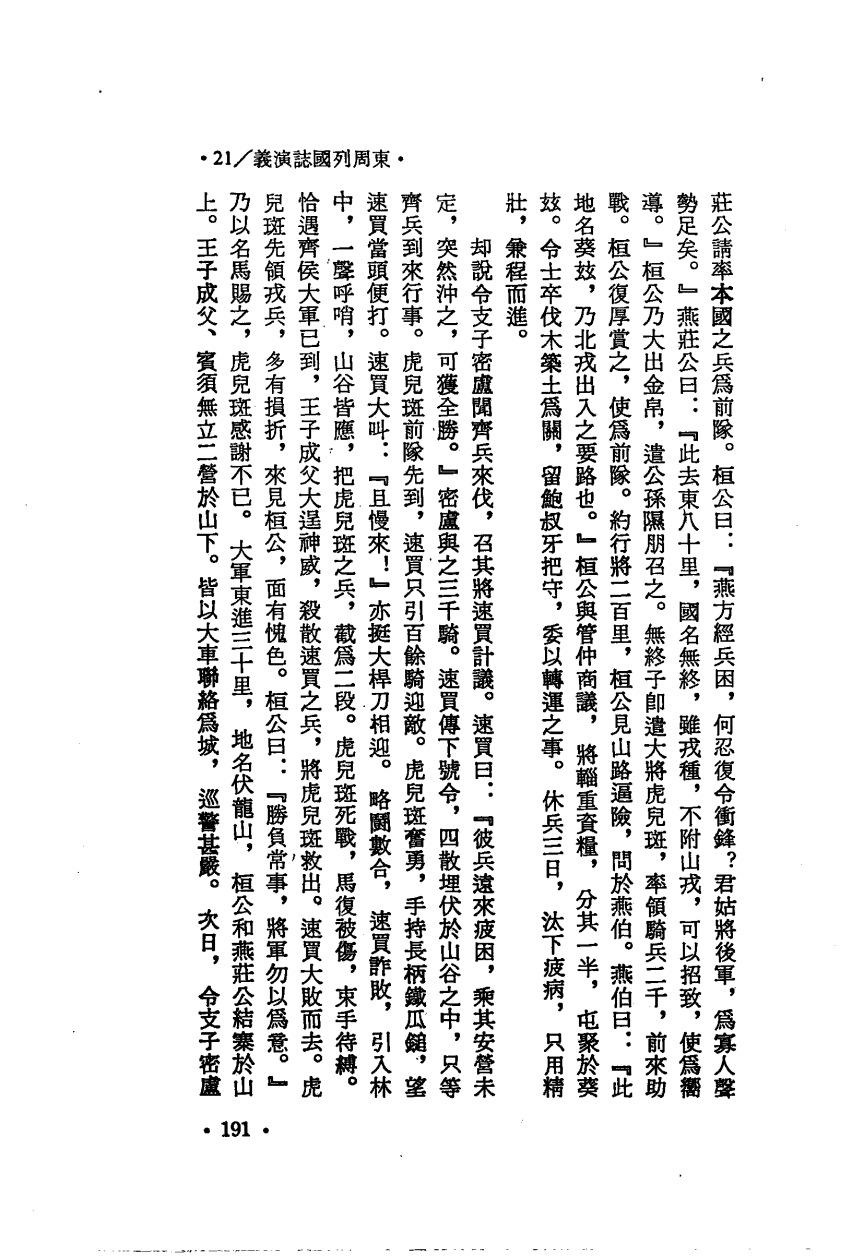 •東周列國誌演義／21•
莊公請率本國之兵爲前隊。桓公曰：『燕方經兵困，何忍復令衝鋒？君姑將後軍，爲寡人聲
勢足矣。』燕莊公曰：『此去東八十里，國名無終，雖戎種，不附山戎，可以招致，使爲嚮
導。』桓公乃大出金帛，遣公孫隰朋召之。無終子卽遣大將虎兒斑，率領騎兵二千，前來助
戰。桓公復厚賞之，使爲前隊。約行將二百里，桓公見山路逼險，問於燕伯。燕伯曰：『此
地名葵玆，乃北戎出入之要路也。』桓公與管仲商議，將輜重資糧，分其一半，屯聚於葵
玆。令士卒伐木築土爲關，留鮑叔牙把守，委以轉運之事。休兵三日，汰下疲病，只用精
壯，兼程而進。
却說令支子密盧聞齊兵來伐，召其將速買計議。速買曰：『彼兵遠來疲困，乘其安營未
定，突然沖之，可獲全勝。』密盧與之三千騎。速買傳下號令，四散埋伏於山谷之中，只等
齊兵到來行事。虎兒斑前隊先到，速買只引百餘騎迎敵。虎兒斑奮勇，手持長柄鐵瓜鎚，望
速買當頭便打。速買大叫：『且慢來！』亦挺大桿刀相迎。略鬭數合，速買詐敗，引入林
中，一聲呼哨，山谷皆應，把虎兒斑之兵，截爲二段。虎兒斑死戰，馬復被傷，束手待縛。
恰遇齊侯大軍已到，王子成父大逞神威，殺散速買之兵，將虎兒斑救出。速買大敗而去。虎
兒斑先領戎兵，多有損折，來見桓公，面有愧色。桓公曰：『勝負常事，將軍勿以爲意。』
乃以名馬賜之，虎兒斑感謝不已。大軍東進三十里，地名伏龍山，桓公和燕莊公結寨於山
上。王子成父、賓須無立二營於山下。皆以大車聯絡爲城，巡警甚嚴。次日，令支子密盧
•191•